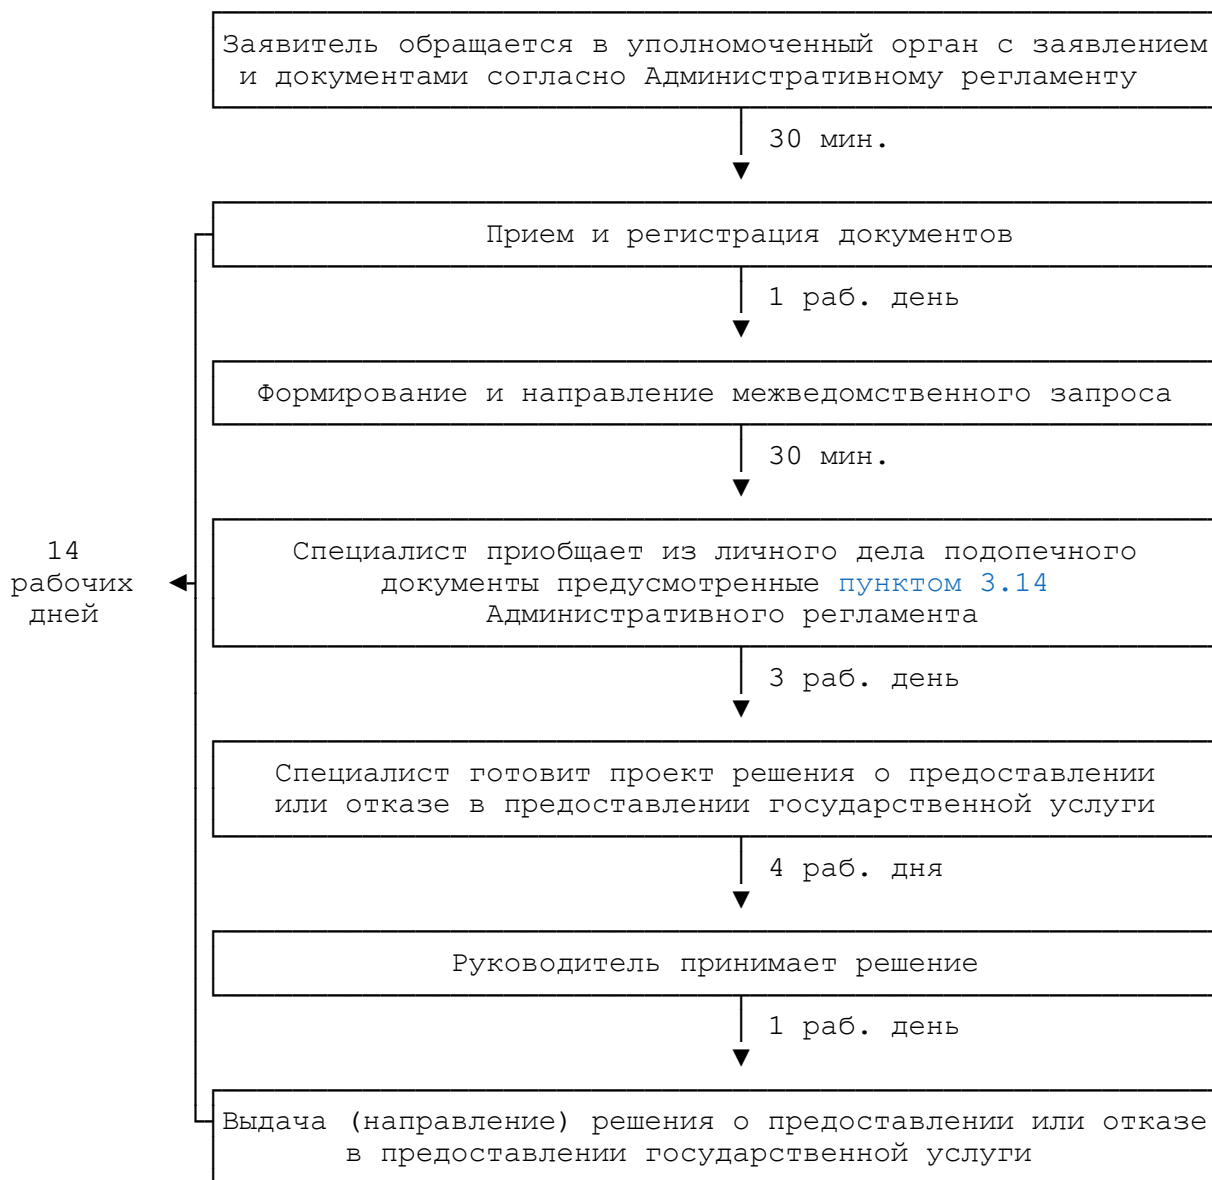 Заявитель обращается в уполномоченный орган с заявлением
и документами согласно Административному регламенту
30 мин.
Прием и регистрация документов
1 раб. день
Формирование и направление межведомственного запроса
30 мин.
14
рабочих
дней
Специалист приобщает из личного дела подопечного
документы предусмотренные пунктом 3.14
Административного регламента
3 раб. день
Специалист готовит проект решения о предоставлении
или отказе в предоставлении государственной услуги
4 раб. дня
Руководитель принимает решение
1 раб. день
Выдача (направление) решения о предоставлении или отказе
в предоставлении государственной услуги